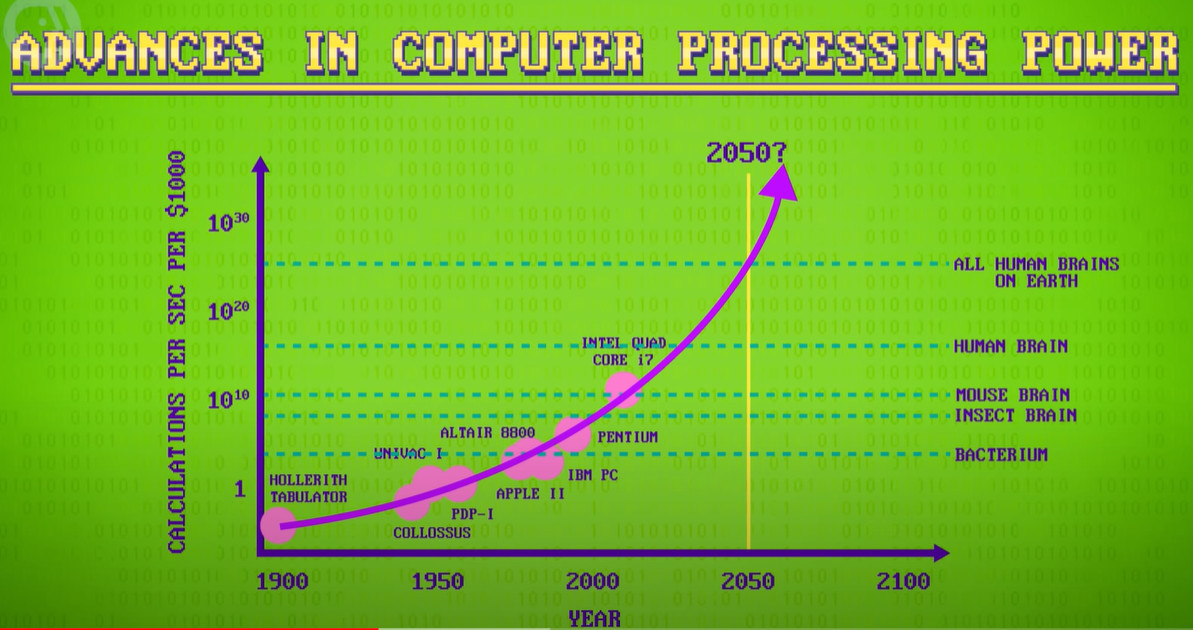 ADVANCES IN COMPUTER PROCESSING POWER
2050?
CALCULATIONS PER SEC PER $1000
10³⁰
10²⁰
10¹⁰
1
ALL HUMAN BRAINS
ON EARTH
HUMAN BRAIN
MOUSE BRAIN
INSECT BRAIN
BACTERIUM
INTEL QUAD
CORE i7
ALTAIR 8800
PENTIUM
UNIVAC I
IBM PC
HOLLERITH
TABULATOR
APPLE II
PDP-I
COLLOSSUS
1900 1950 2000 2050 2100
YEAR